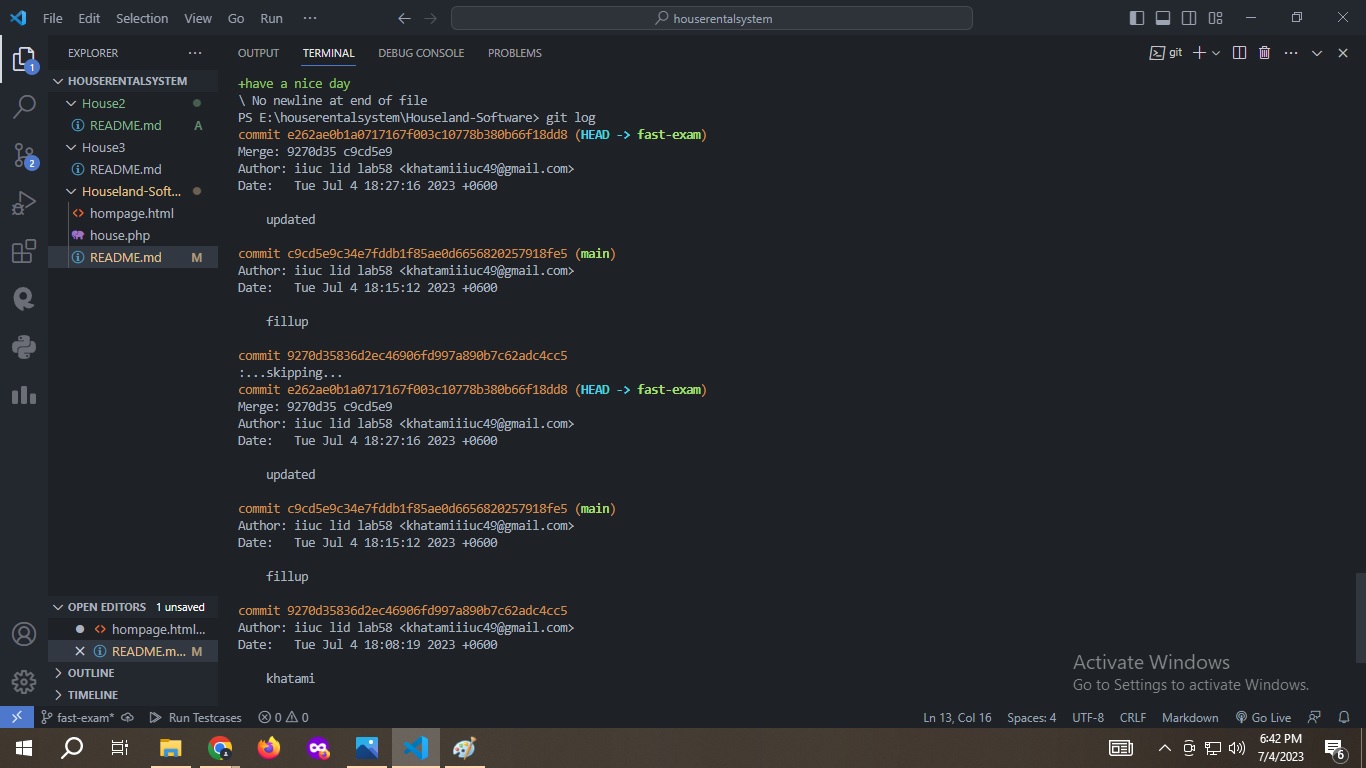 File Edit Selection View Go Run ··· houserentalsystem
EXPLORER ··· OUTPUT TERMINAL DEBUG CONSOLE PROBLEMS git
HOUSERENTALSYSTEM
House2
README.md A
House3
README.md
Houseland-Soft...
hompage.html
house.php
README.md M
+have a nice day
\ No newline at end of file
PS E:\houserentalsystem\Houseland-Software> git log
commit e262ae0b1a0717167f003c10778b380b66f18dd8 (HEAD -> fast-exam)
Merge: 9270d35 c9cd5e9
Author: iiuc lid lab58 <khatamiiiuc49@gmail.com>
Date:   Tue Jul 4 18:27:16 2023 +0600
updated
commit c9cd5e9c34e7fddb1f85ae0d6656820257918fe5 (main)
Author: iiuc lid lab58 <khatamiiiuc49@gmail.com>
Date:   Tue Jul 4 18:15:12 2023 +0600
fillup
commit 9270d35836d2ec46906fd997a890b7c62adc4cc5
:...skipping...
commit e262ae0b1a0717167f003c10778b380b66f18dd8 (HEAD -> fast-exam)
Merge: 9270d35 c9cd5e9
Author: iiuc lid lab58 <khatamiiiuc49@gmail.com>
Date:   Tue Jul 4 18:27:16 2023 +0600
updated
commit c9cd5e9c34e7fddb1f85ae0d6656820257918fe5 (main)
Author: iiuc lid lab58 <khatamiiiuc49@gmail.com>
Date:   Tue Jul 4 18:15:12 2023 +0600
fillup
commit 9270d35836d2ec46906fd997a890b7c62adc4cc5
Author: iiuc lid lab58 <khatamiiiuc49@gmail.com>
Date:   Tue Jul 4 18:08:19 2023 +0600
khatami
1
2
OPEN EDITORS 1 unsaved
hompage.html...
README.m... M
OUTLINE
TIMELINE
Activate Windows
Go to Settings to activate Windows.
fast-exam* Run Testcases 0 0 Ln 13, Col 16 Spaces: 4 UTF-8 CRLF Markdown Go Live
6:42 PM
7/4/2023
6